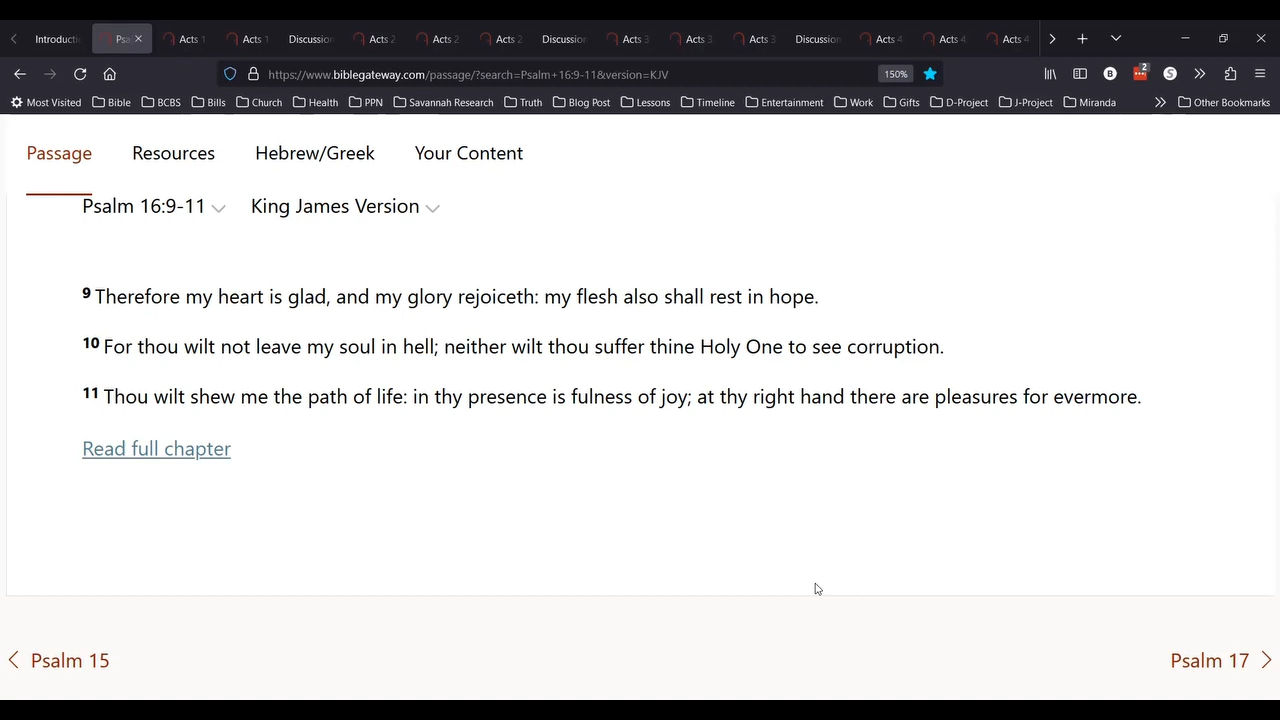 Introducti Psa Acts 1 Acts 1 Discussion Acts 2 Acts 2 Acts 2 Discussion Acts 3 Acts 3 Acts 3 Discussion Acts 4 Acts 4 Acts 4
https://www.biblegateway.com/passage/?search=Psalm+16:9-11&version=KJV 150% B 2 S
Most Visited Bible BCBS Bills Church Health PPN Savannah Research Truth Blog Post Lessons Timeline Entertainment Work Gifts D-Project J-Project Miranda Other Bookmarks
Passage Resources Hebrew/Greek Your Content
Psalm 16:9-11 King James Version
9 Therefore my heart is glad, and my glory rejoiceth: my flesh also shall rest in hope.
10 For thou wilt not leave my soul in hell; neither wilt thou suffer thine Holy One to see corruption.
11 Thou wilt shew me the path of life: in thy presence is fulness of joy; at thy right hand there are pleasures for evermore.
Read full chapter
Psalm 15 Psalm 17